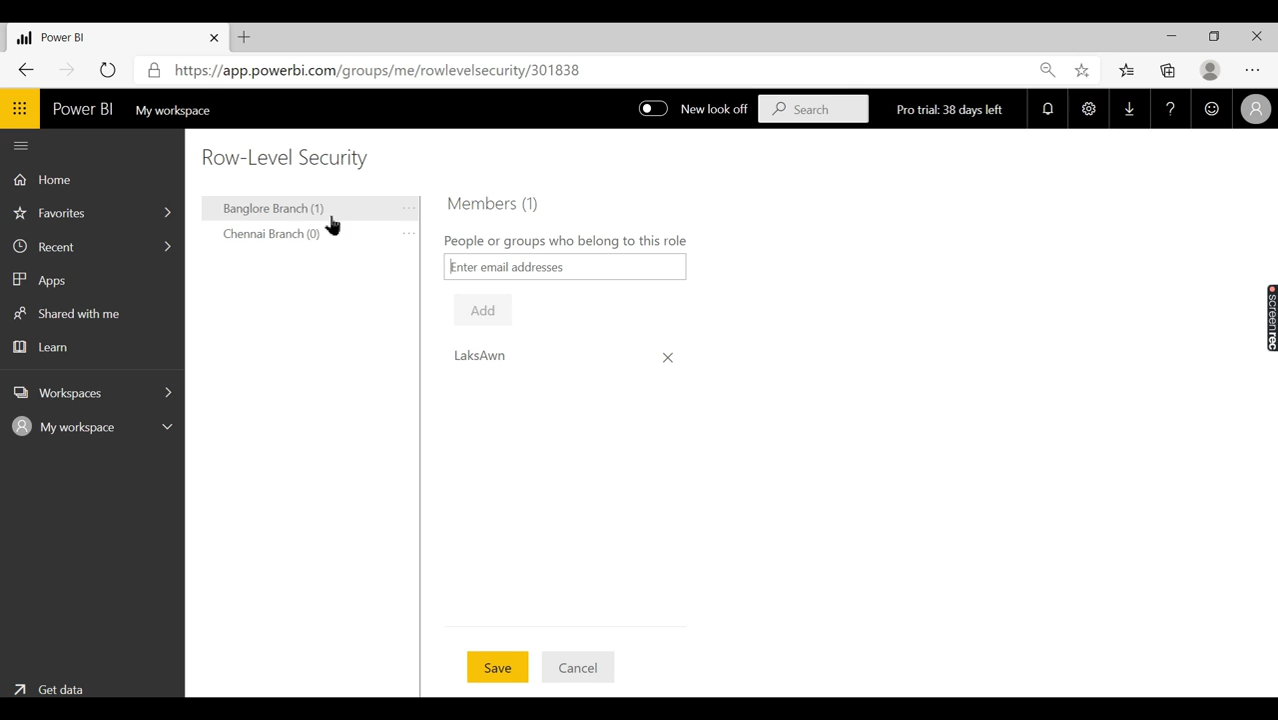 Power BI
https://app.powerbi.com/groups/me/rowlevelsecurity/301838
Power BI
My workspace
New look off
Search
Pro trial: 38 days left
Home
Favorites
Recent
Apps
Shared with me
Learn
Workspaces
My workspace
Get data
Row-Level Security
Banglore Branch (1)
Chennai Branch (0)
Members (1)
People or groups who belong to this role
Enter email addresses
Add
LaksAwn
Save
Cancel
screenrec